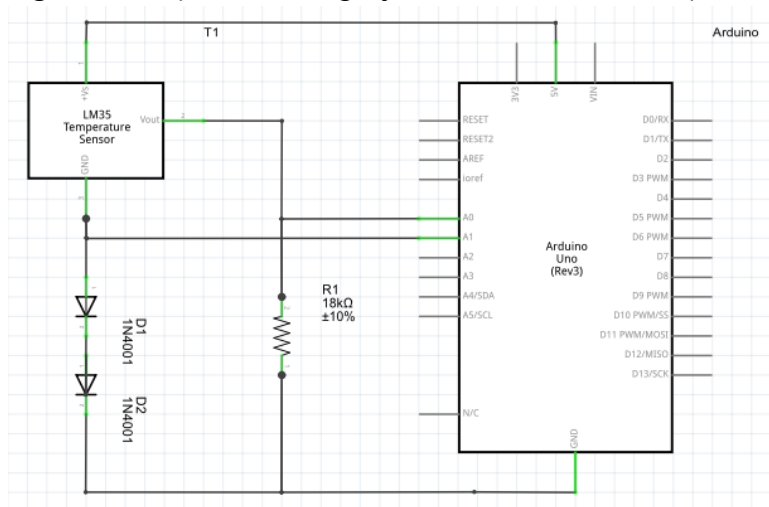 T1
Arduino
1
+Vs
LM35
Temperature
Sensor
Vout
2
GND
3
3V3
5V
VIN
RESET
RESET2
AREF
ioref
A0
A1
A2
A3
A4/SDA
A5/SCL
N/C
Arduino
Uno
(Rev3)
D0/RX
D1/TX
D2
D3 PWM
D4
D5 PWM
D6 PWM
D7
D8
D9 PWM
D10 PWM/SS
D11 PWM/MOSI
D12/MISO
D13/SCK
GND
R1
18kΩ
±10%
D1
1N4001
D2
1N4001